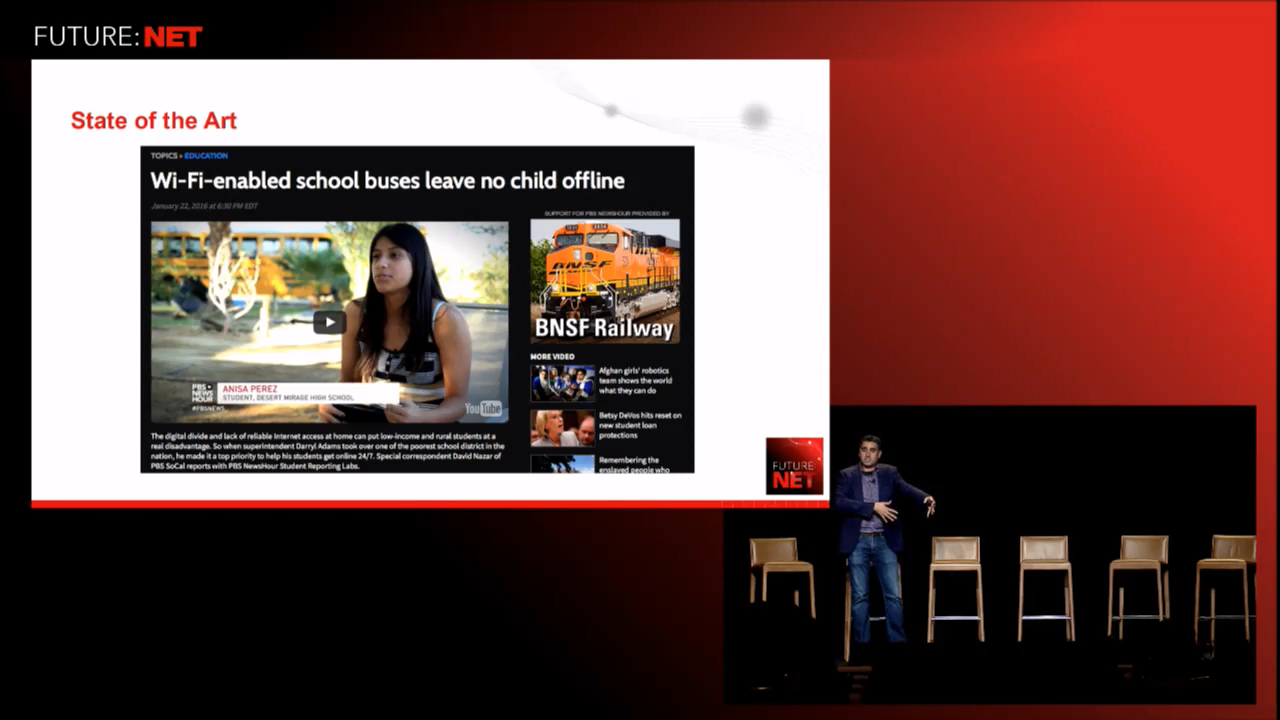 FUTURE:NET
State of the Art
TOPICS > EDUCATION
Wi-Fi-enabled school buses leave no child offline
January 22, 2016 at 6:30 PM EDT
SUPPORT FOR PBS NEWSHOUR PROVIDED BY
BNSF
BNSF Railway
PBS
NEWS
HOUR
#PBSNEWS
ANISA PEREZ
STUDENT, DESERT MIRAGE HIGH SCHOOL
YouTube
MORE VIDEO
Afghan girls' robotics
team shows the world
what they can do
Betsy DeVos hits reset on
new student loan
protections
Remembering the
enslaved people who
The digital divide and lack of reliable Internet access at home can put low-income and rural students at a
real disadvantage. So when superintendent Darryl Adams took over one of the poorest school district in the
nation, he made it a top priority to help his students get online 24/7. Special correspondent David Nazar of
PBS SoCal reports with PBS NewsHour Student Reporting Labs.
FUTURE:
NET